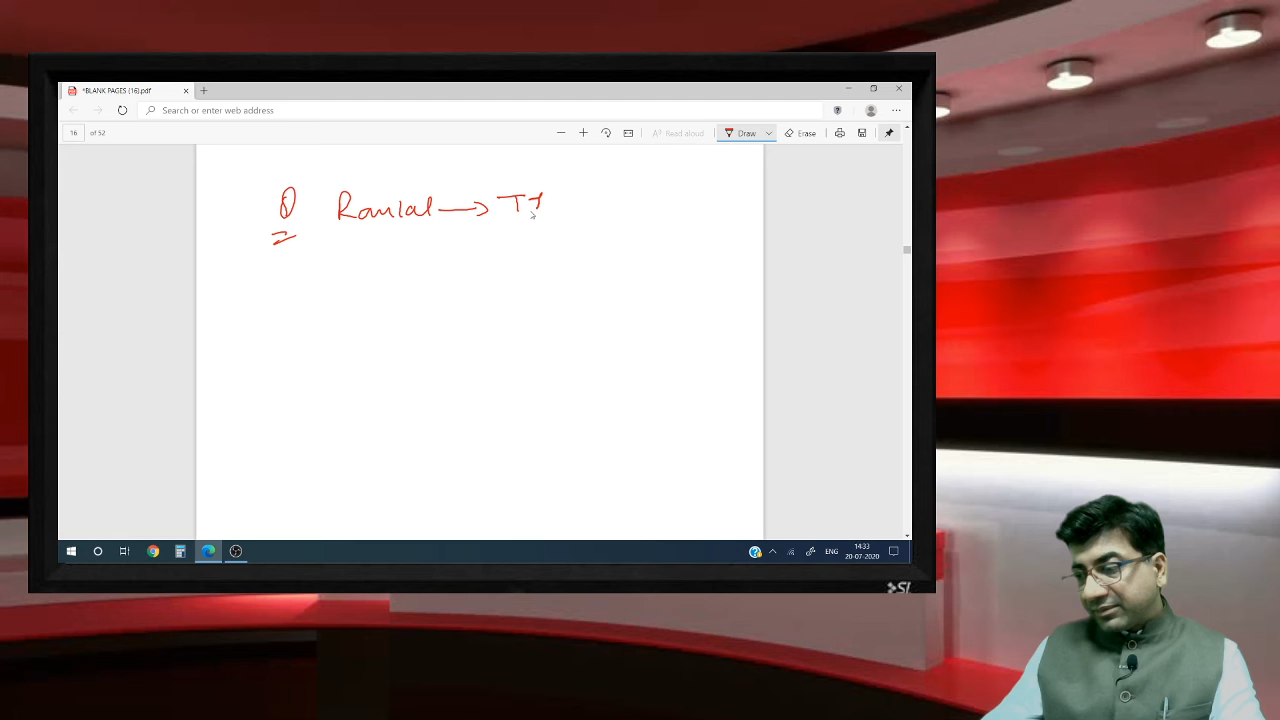 *BLANK PAGES (16).pdf
Search or enter web address
16 of 52
Read aloud
Draw
Erase
① Ramlal → T
ENG
14:33
20-07-2020